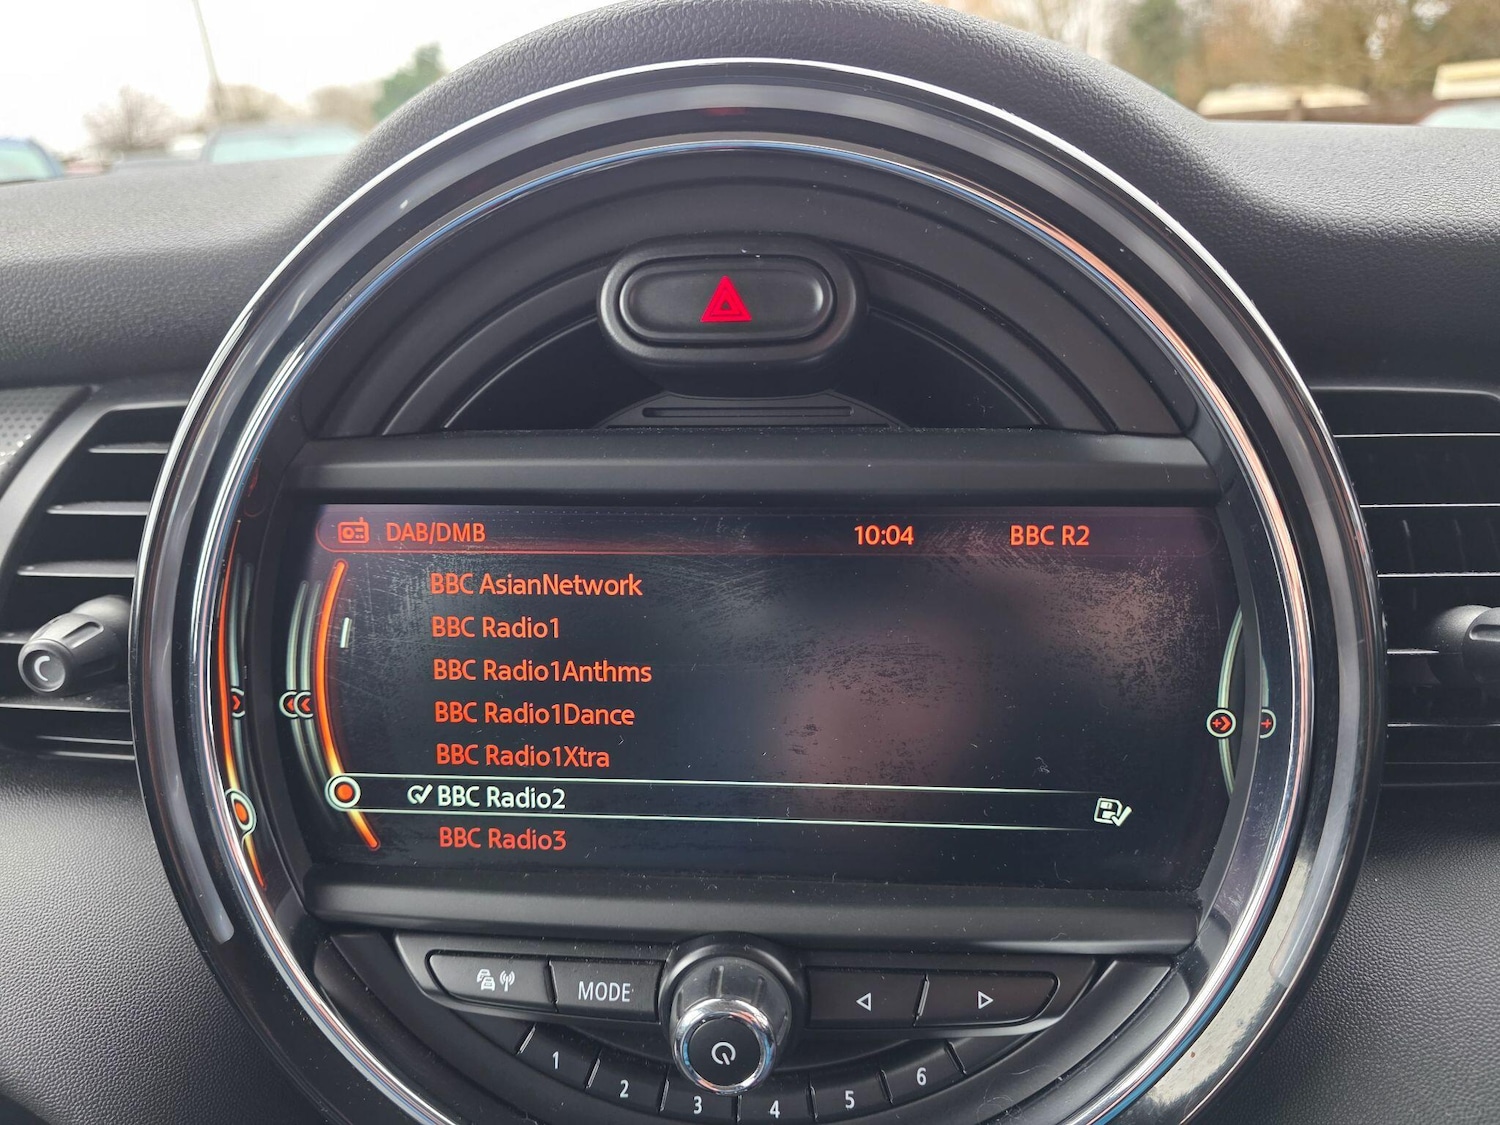 DAB/DMB 10:04 BBC R2
BBC AsianNetwork
BBC Radio1
BBC Radio1Anthms
BBC Radio1Dance
BBC Radio1Xtra
BBC Radio2
BBC Radio3
MODE
1 2 3 4 5 6